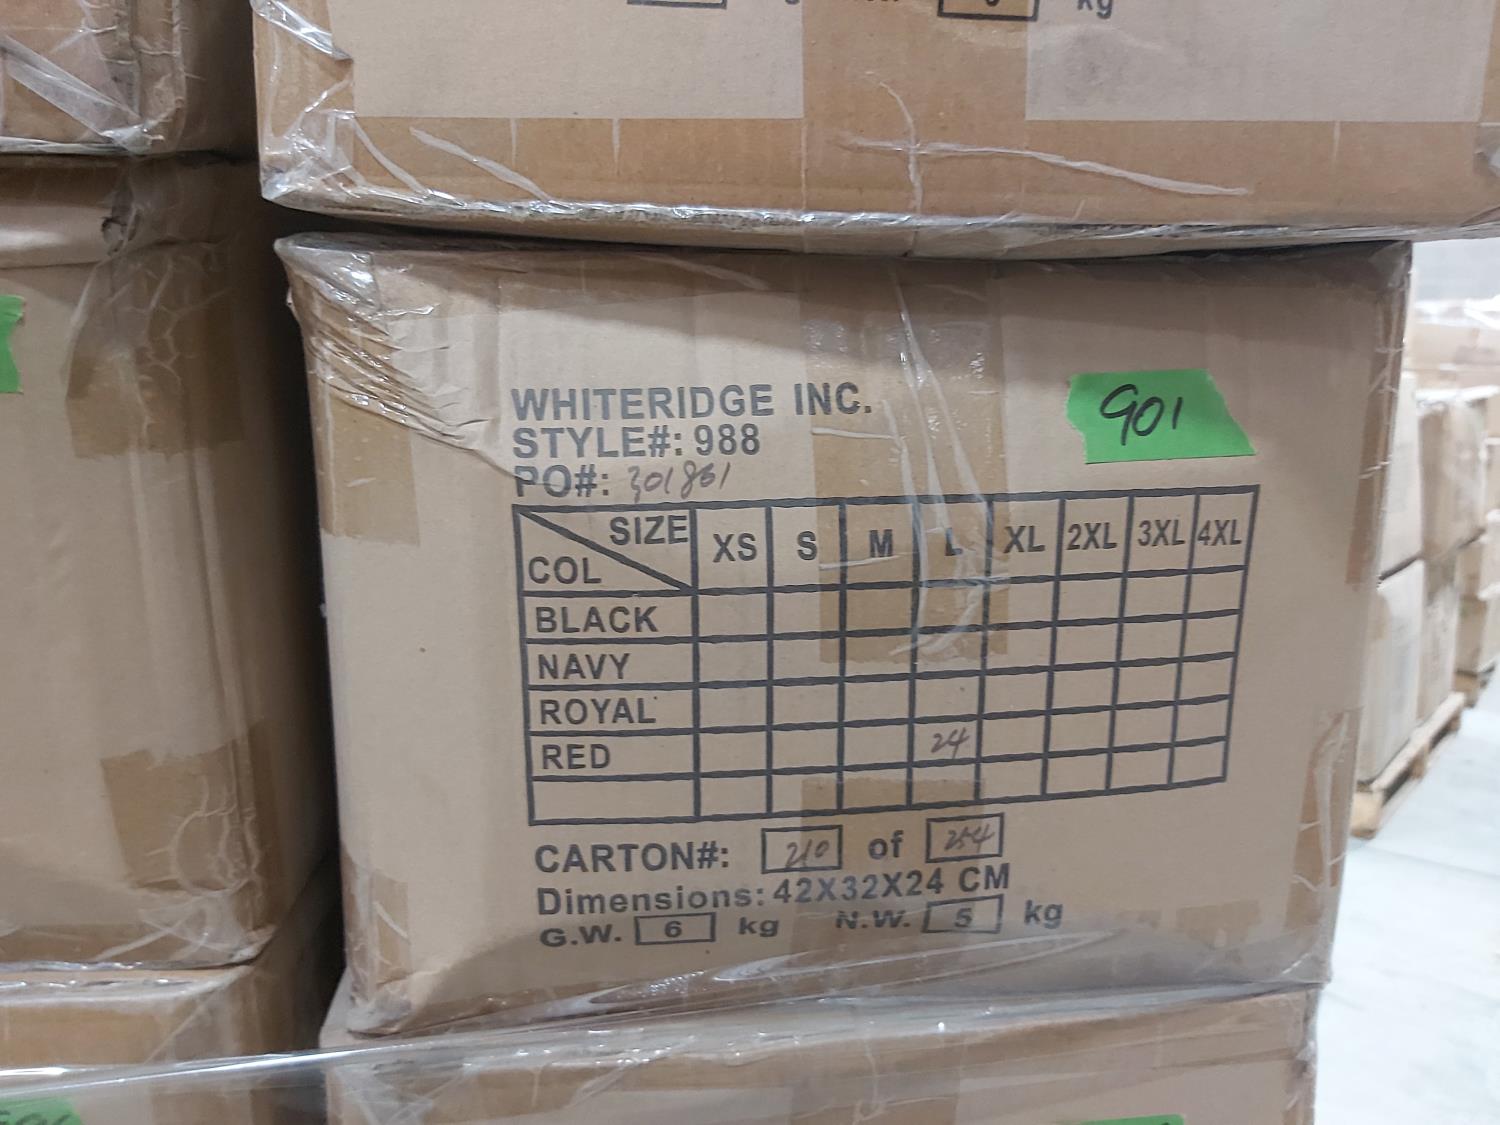 kg
WHITERIDGE INC.
STYLE#: 988
901
PO#: 301861
SIZE COL XS S M L XL 2XL 3XL 4XL
BLACK
NAVY
ROYAL
RED 24
CARTON#: 210 of 254
Dimensions: 42X32X24 CM
G.W. 6 kg N.W. 5 kg